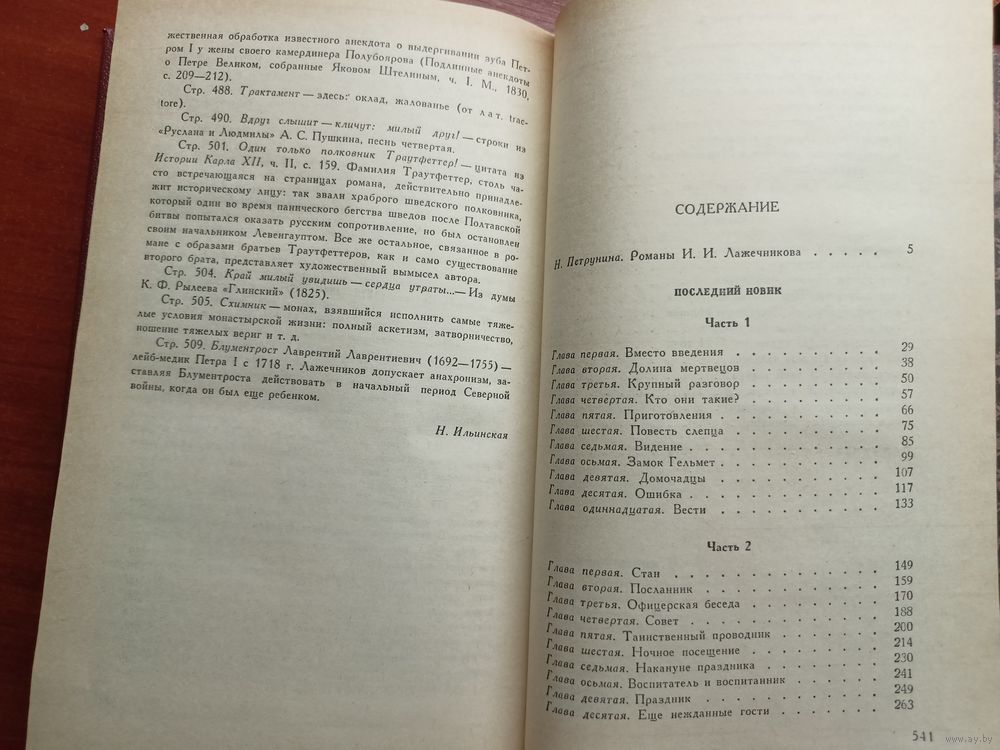 жественная обработка известного анекдота о выдергивании зуба Пет-
ром I у жены своего камердинера Полубоярова (Подлинные анекдоты
о Петре Великом, собранные Яковом Штелиным, ч. I. М., 1830,
с. 209—212).
Стр. 488. Трактамент — здесь: оклад, жалованье (от лат. trac-
tore).
Стр. 490. Вдруг слышит — кличут: милый друг! — строки из
«Руслана и Людмилы» А. С. Пушкина, песнь четвертая.
Стр. 501. Один только полковник Траутфеттер! — цитата из
Истории Карла XII, ч. II, с. 159. Фамилия Траутфеттер, столь ча-
сто встречающаяся на страницах романа, действительно принадле-
жит историческому лицу: так звали храброго шведского полковника,
который один во время панического бегства шведов после Полтавской
битвы попытался оказать русским сопротивление, но был остановлен
своим начальником Левенгауптом. Все же остальное, связанное в ро-
мане с образами братьев Траутфеттеров, как и само существование
второго брата, представляет художественный вымысел автора.
Стр. 504. Край милый увидишь — сердца утраты...— Из думы
К. Ф. Рылеева «Глинский» (1825).
Стр. 505. Схимник — монах, взявшийся исполнить самые тяже-
лые условия монастырской жизни: полный аскетизм, затворничество,
ношение тяжелых вериг и т. д.
Стр. 509. Блументрост Лаврентий Лаврентиевич (1692—1755) —
лейб-медик Петра I с 1718 г. Лажечников допускает анахронизм, за-
ставляя Блументроста действовать в начальный период Северной
войны, когда он был еще ребенком.
Н. Ильинская
СОДЕРЖАНИЕ
Н. Петрунина. Романы И. И. Лажечникова . . . . . 5
ПОСЛЕДНИЙ НОВИК
Часть 1
Глава первая. Вместо введения . . . . . . . . . 29
Глава вторая. Долина мертвецов . . . . . . . . 38
Глава третья. Крупный разговор . . . . . . . . 50
Глава четвертая. Кто они такие? . . . . . . . . 57
Глава пятая. Приготовления . . . . . . . . . . 66
Глава шестая. Повесть слепца . . . . . . . . . 75
Глава седьмая. Видение . . . . . . . . . . . 85
Глава осьмая. Замок Гельмет . . . . . . . . . 99
Глава девятая. Домочадцы . . . . . . . . . . 107
Глава десятая. Ошибка . . . . . . . . . . . 117
Глава одиннадцатая. Вести . . . . . . . . . . 133
Часть 2
Глава первая. Стан . . . . . . . . . . . . 149
Глава вторая. Посланник . . . . . . . . . . 159
Глава третья. Офицерская беседа . . . . . . . . 170
Глава четвертая. Совет . . . . . . . . . . . 188
Глава пятая. Таинственный проводник . . . . . . . 200
Глава шестая. Ночное посещение . . . . . . . . 214
Глава седьмая. Накануне праздника . . . . . . . 230
Глава осьмая. Воспитатель и воспитанник . . . . . . 241
Глава девятая. Праздник . . . . . . . . . . 249
Глава десятая. Еще нежданные гости . . . . . . . 263
541
www.ay.by